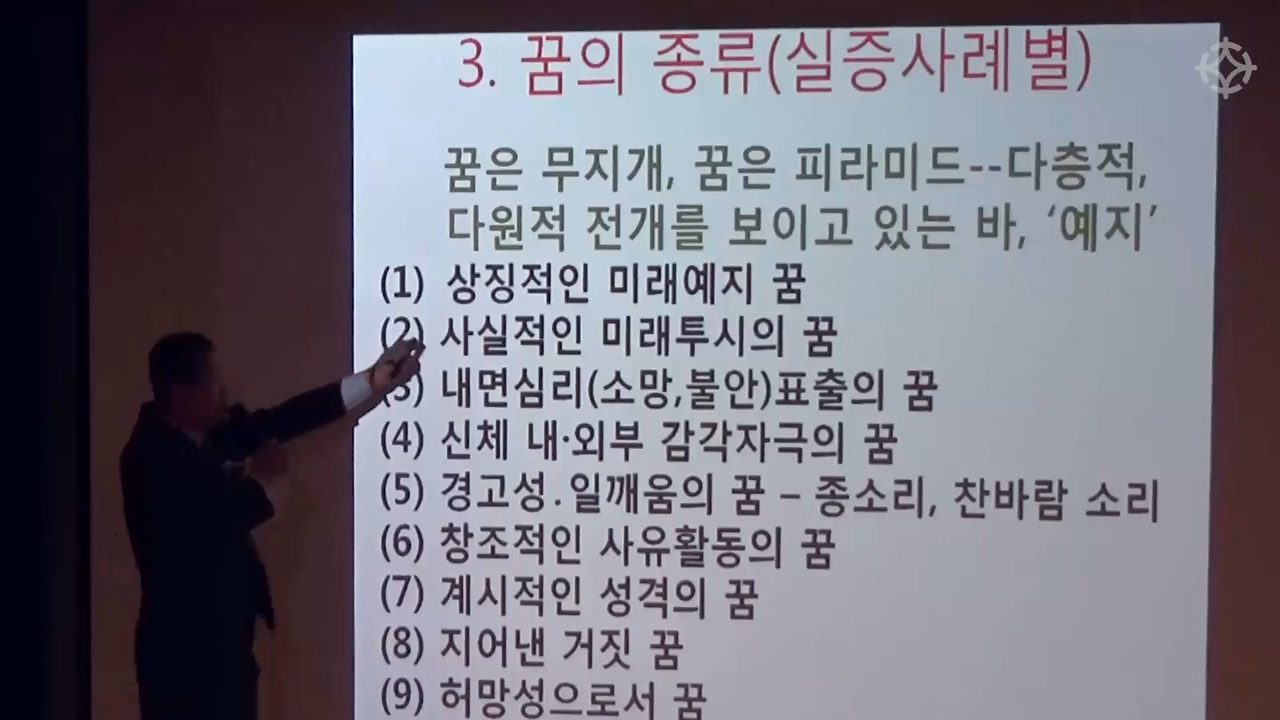 3. 꿈의 종류(실증사례별)
꿈은 무지개, 꿈은 피라미드--다층적,
다원적 전개를 보이고 있는 바, ‘예지’
(1) 상징적인 미래예지 꿈
(2) 사실적인 미래투시의 꿈
(3) 내면심리(소망,불안)표출의 꿈
(4) 신체 내·외부 감각자극의 꿈
(5) 경고성.일깨움의 꿈 – 종소리, 찬바람 소리
(6) 창조적인 사유활동의 꿈
(7) 계시적인 성격의 꿈
(8) 지어낸 거짓 꿈
(9) 허망성으로서 꿈